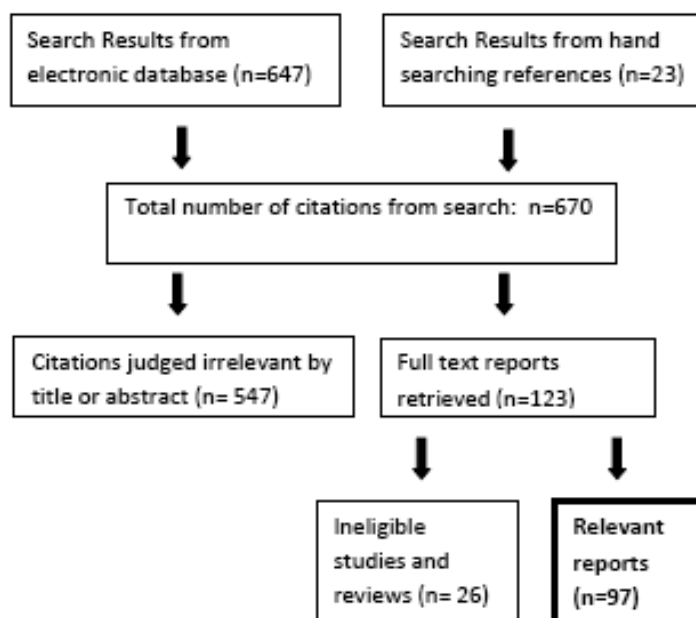 Search Results from
electronic database (n=647)
Search Results from hand
searching references (n=23)
Total number of citations from search:  n=670
Citations judged irrelevant by
title or abstract (n= 547)
Full text reports
retrieved (n=123)
Ineligible
studies and
reviews (n= 26)
Relevant
reports
(n=97)